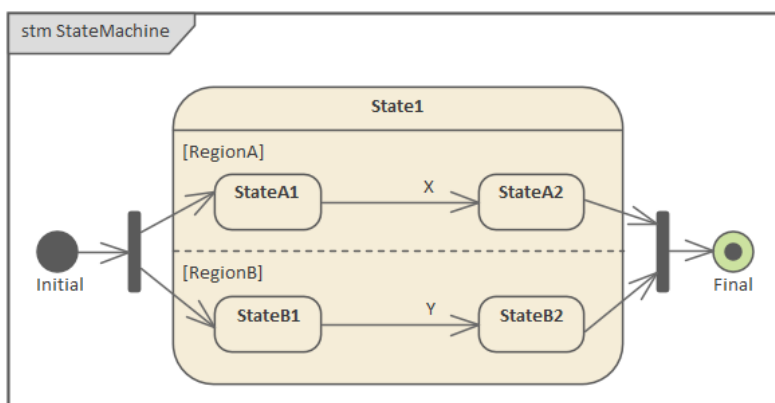 stm StateMachine
State1
[RegionA]
StateA1
X
StateA2
Initial
[RegionB]
Final
StateB1
Y
StateB2